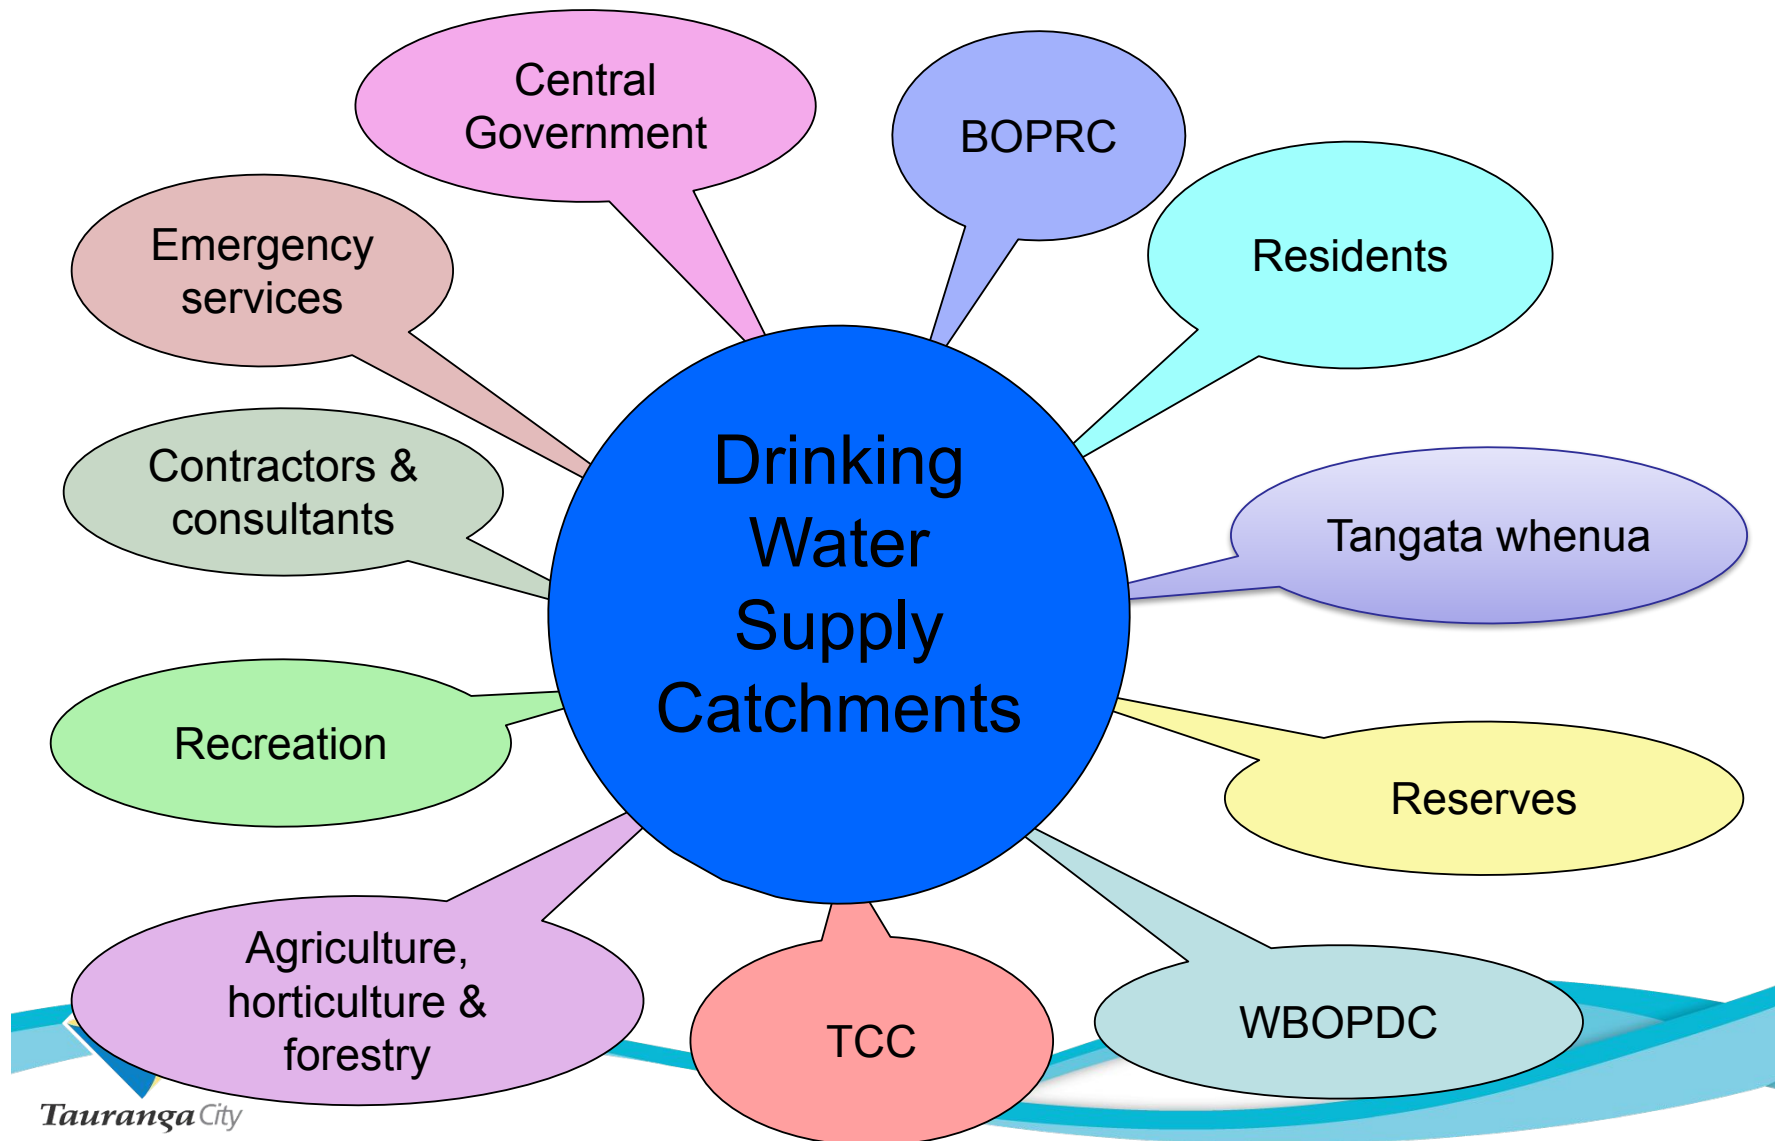 Central
Government
BOPRC
Residents
Emergency
services
Contractors &
consultants
Drinking
Water
Supply
Catchments
Tangata whenua
Recreation
Reserves
Agriculture,
horticulture &
forestry
TCC
WBOPDC
Tauranga City